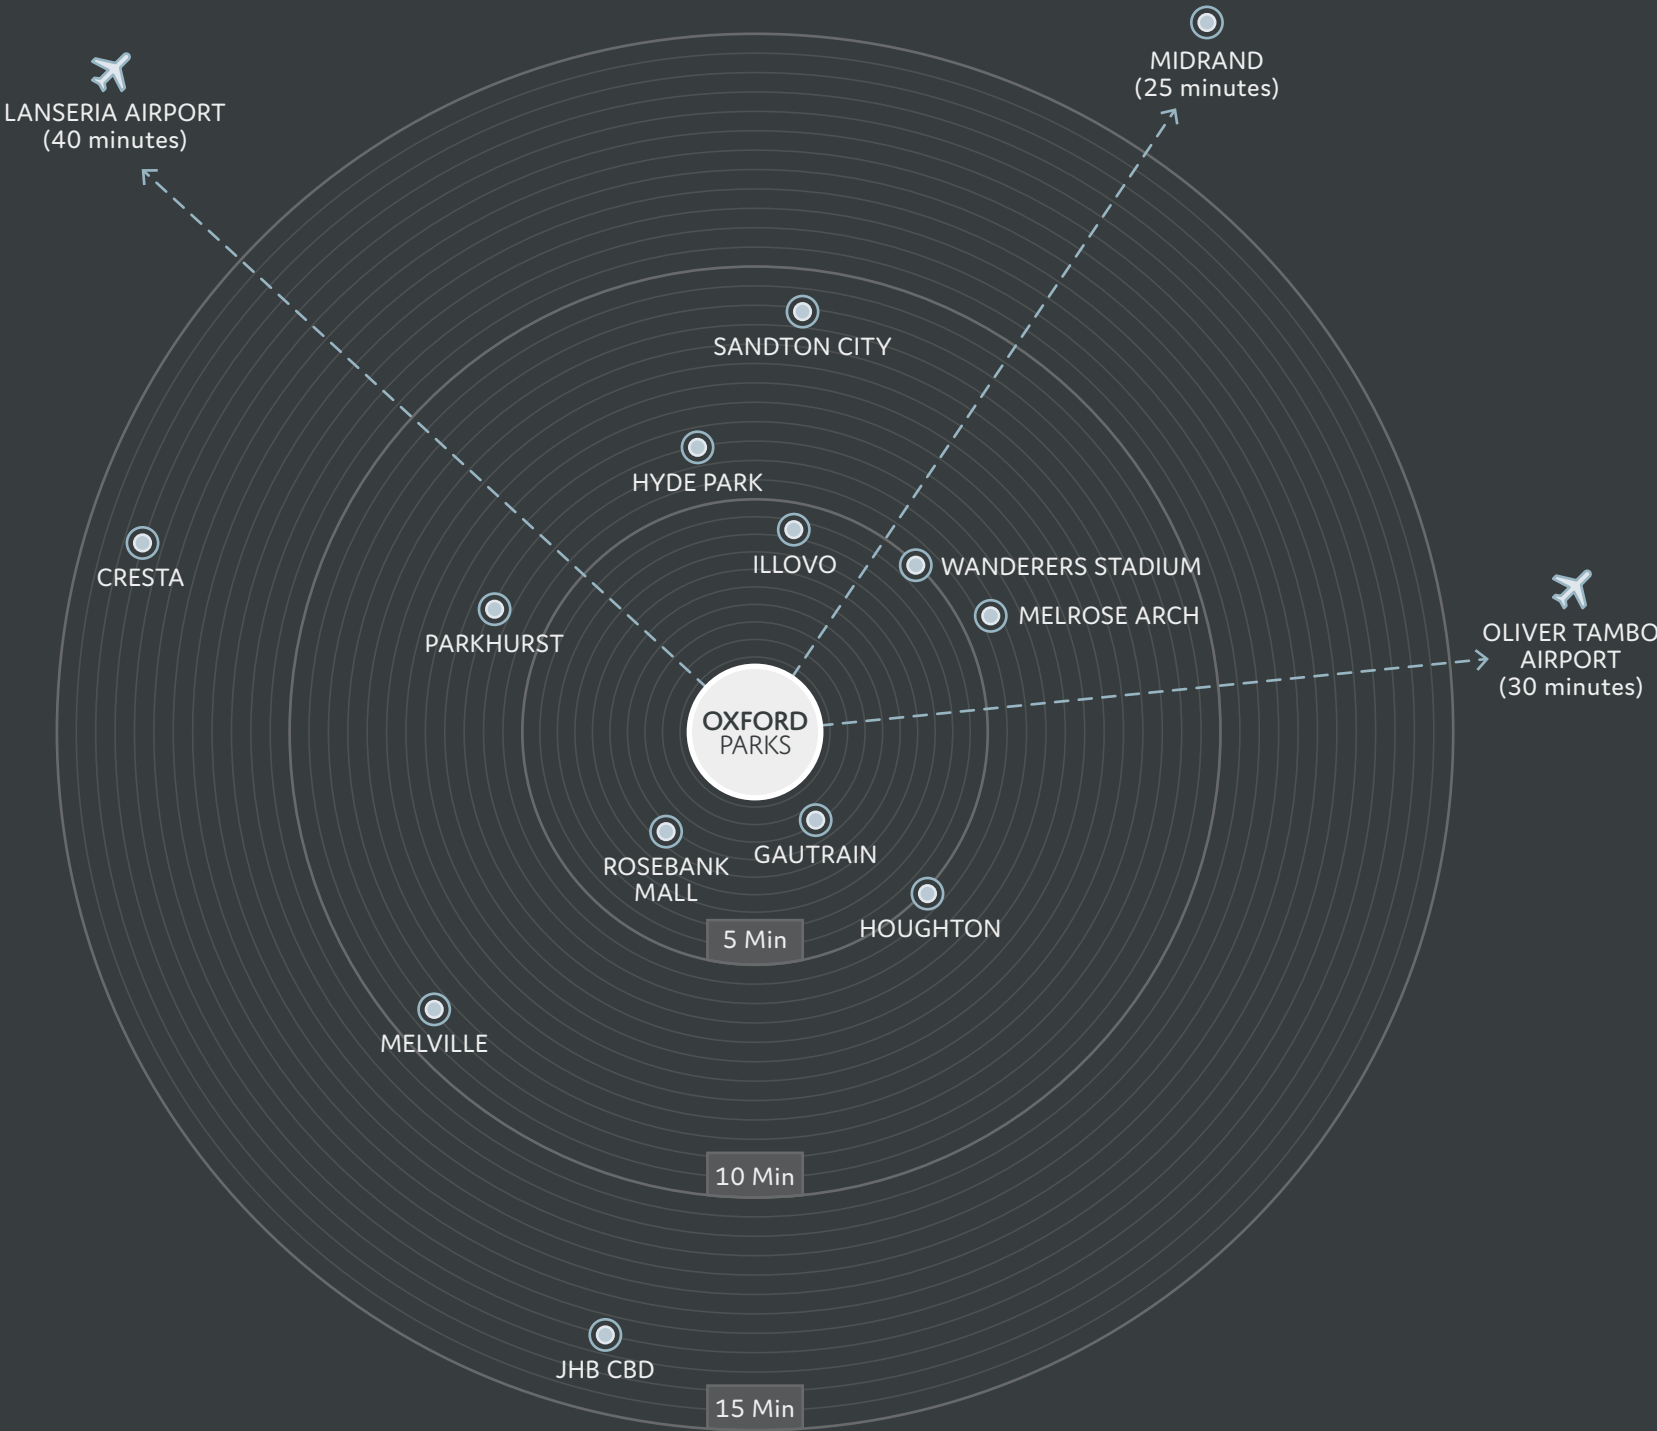 MIDRAND
(25 minutes)
LANSERIA AIRPORT
(40 minutes)
SANDTON CITY
HYDE PARK
ILLOVO
WANDERERS STADIUM
CRESTA
MELROSE ARCH
PARKHURST
OLIVER TAMBO
AIRPORT
(30 minutes)
OXFORD
PARKS
GAUTRAIN
ROSEBANK
MALL
HOUGHTON
5 Min
MELVILLE
10 Min
JHB CBD
15 Min